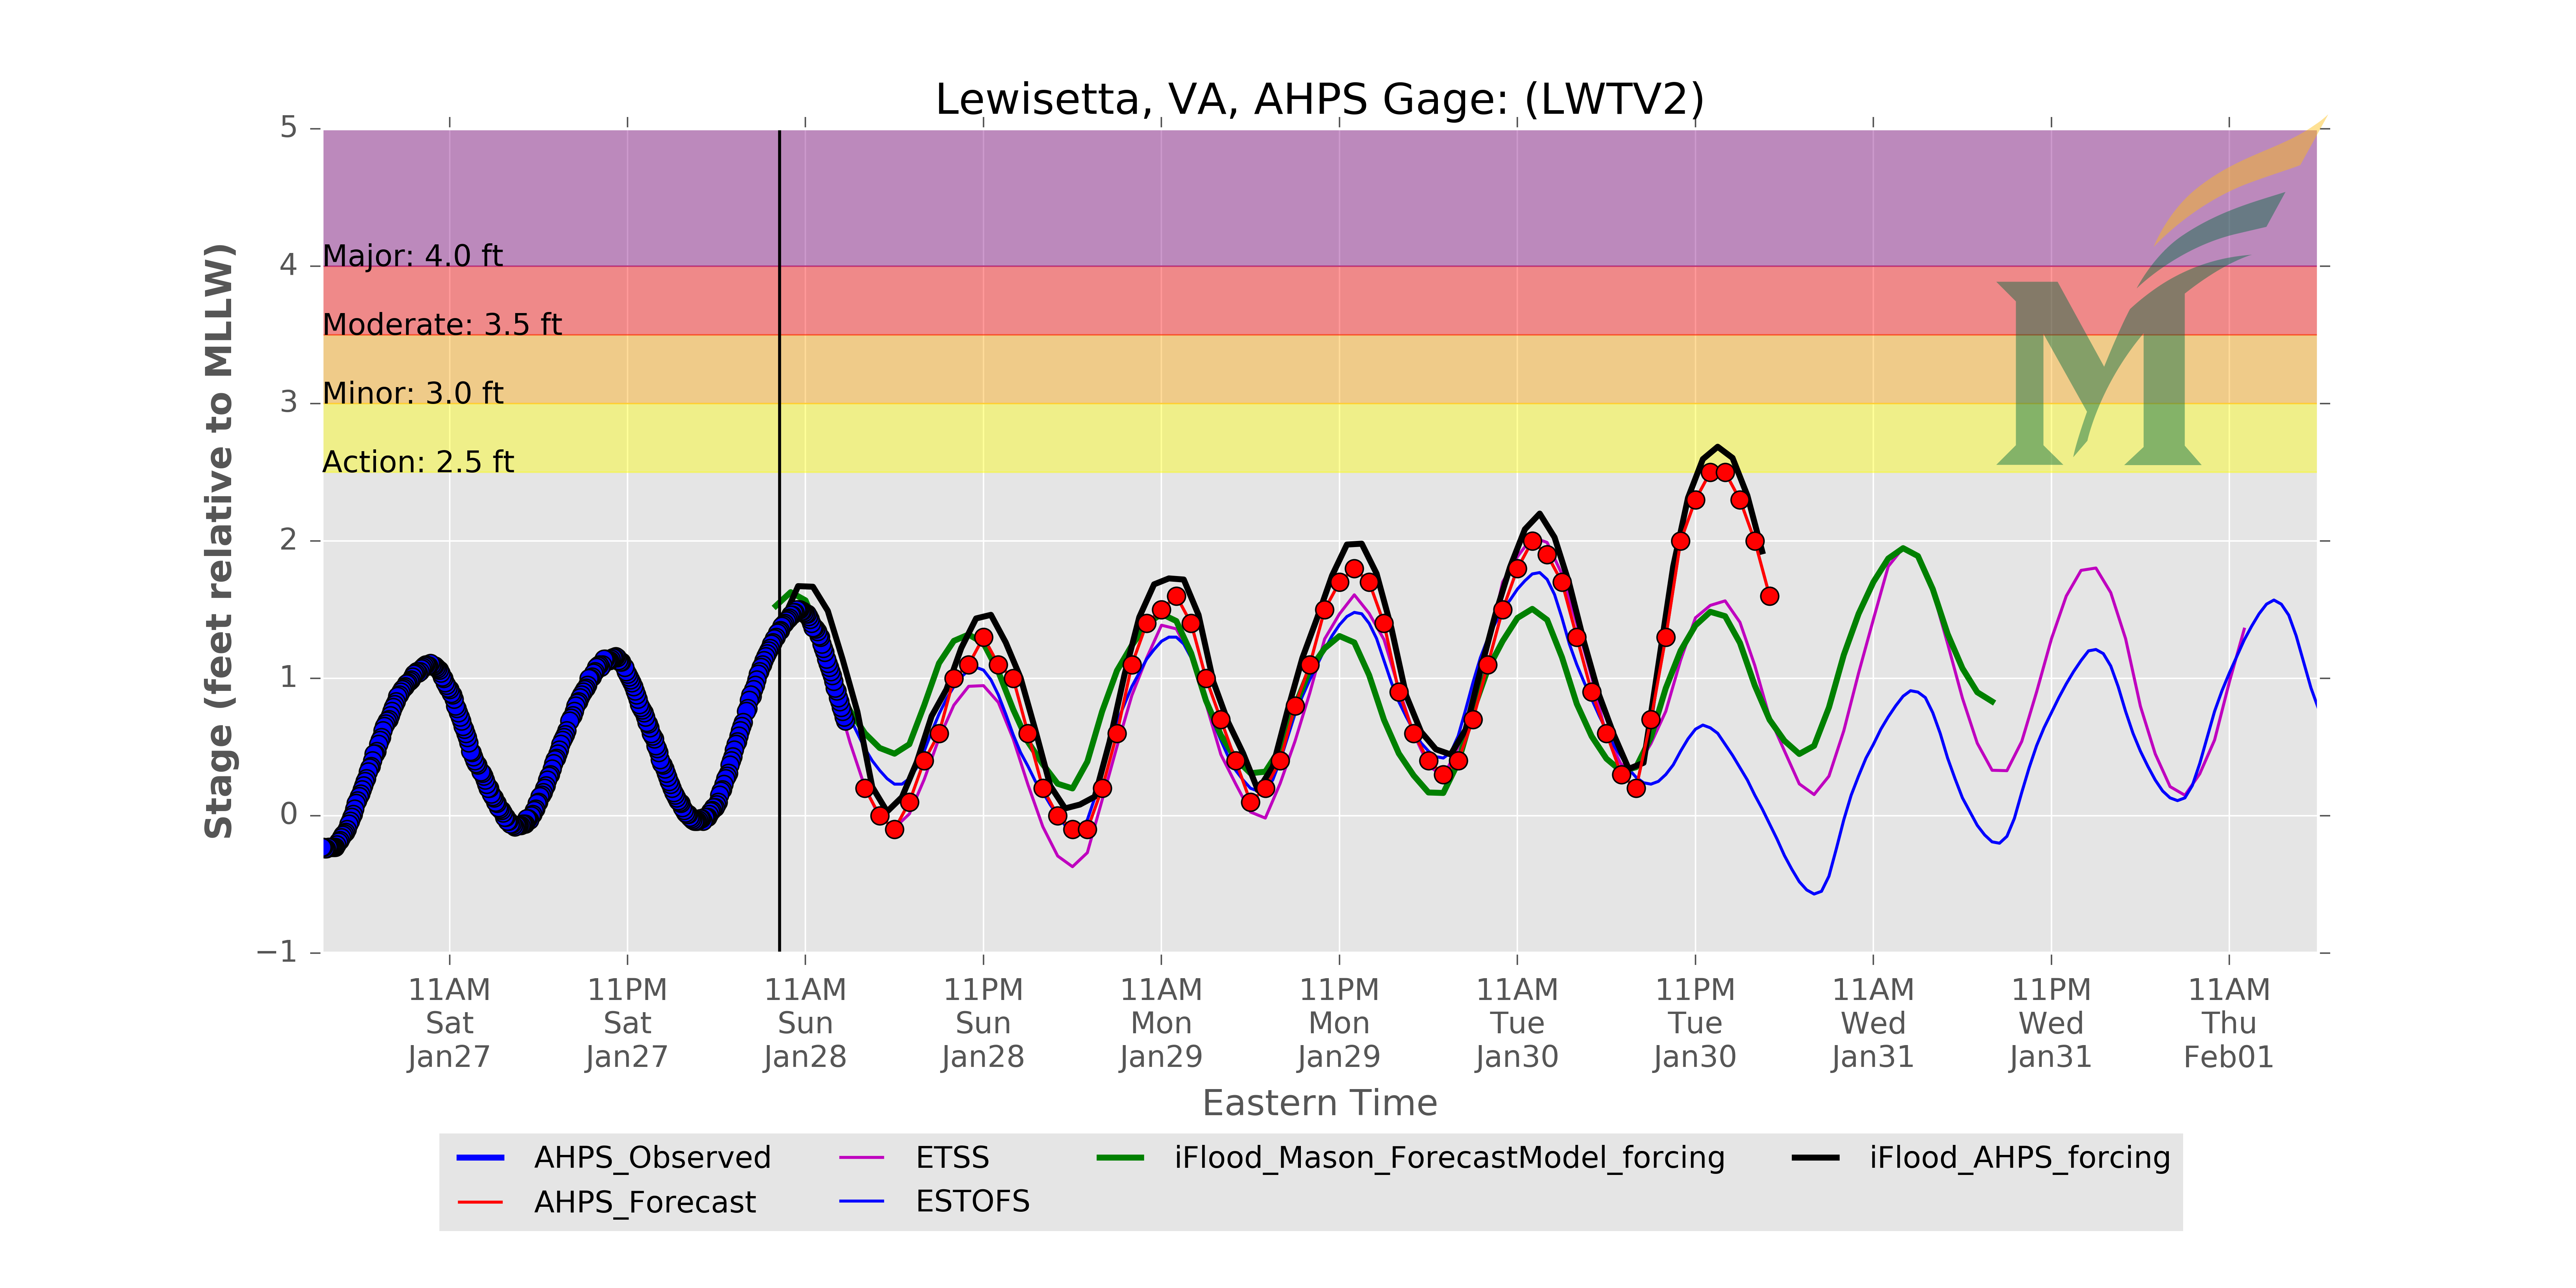 Lewisetta, VA, AHPS Gage: (LWTV2)
Stage (feet relative to MLLW)
5
4
3
2
1
0
−1
Major: 4.0 ft
Moderate: 3.5 ft
Minor: 3.0 ft
Action: 2.5 ft
11AM 11PM 11AM 11PM 11AM 11PM 11AM 11PM 11AM 11PM 11AM
Sat Sat Sun Sun Mon Mon Tue Tue Wed Wed Thu
Jan27 Jan27 Jan28 Jan28 Jan29 Jan29 Jan30 Jan30 Jan31 Jan31 Feb01
Eastern Time
AHPS_Observed ETSS iFlood_Mason_ForecastModel_forcing iFlood_AHPS_forcing
AHPS_Forecast ESTOFS